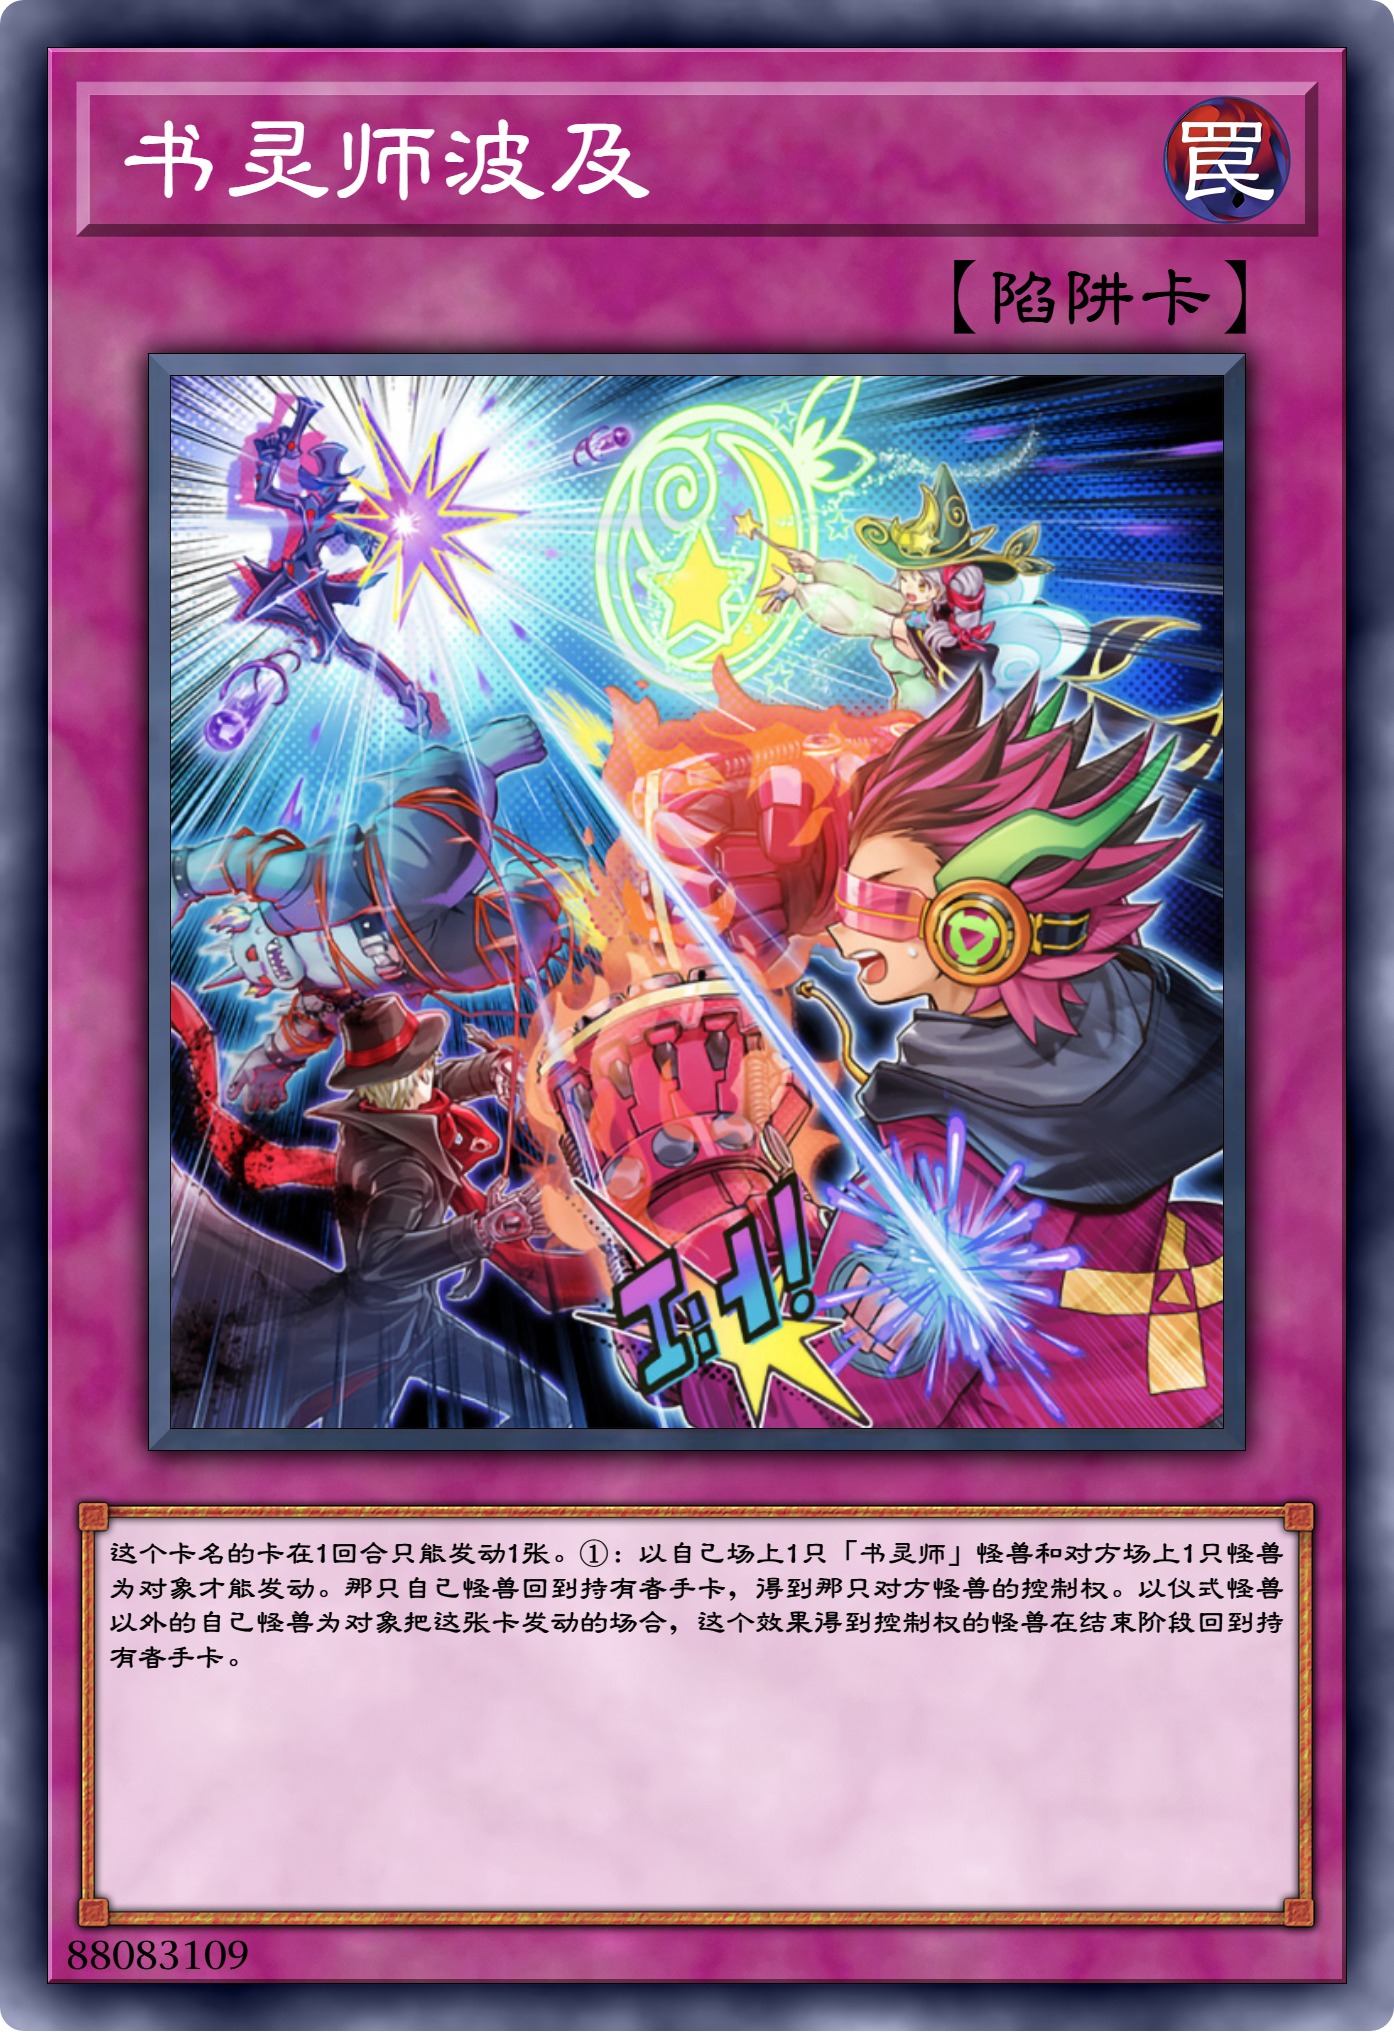 书灵师波及
罠
【陷阱卡】
这个卡名的卡在1回合只能发动1张。①：以自己场上1只「书灵师」怪兽和对方场上1只怪兽
为对象才能发动。那只自己怪兽回到持有者手卡，得到那只对方怪兽的控制权。以仪式怪兽
以外的自己怪兽为对象把这张卡发动的场合，这个效果得到控制权的怪兽在结束阶段回到持
有者手卡。
88083109